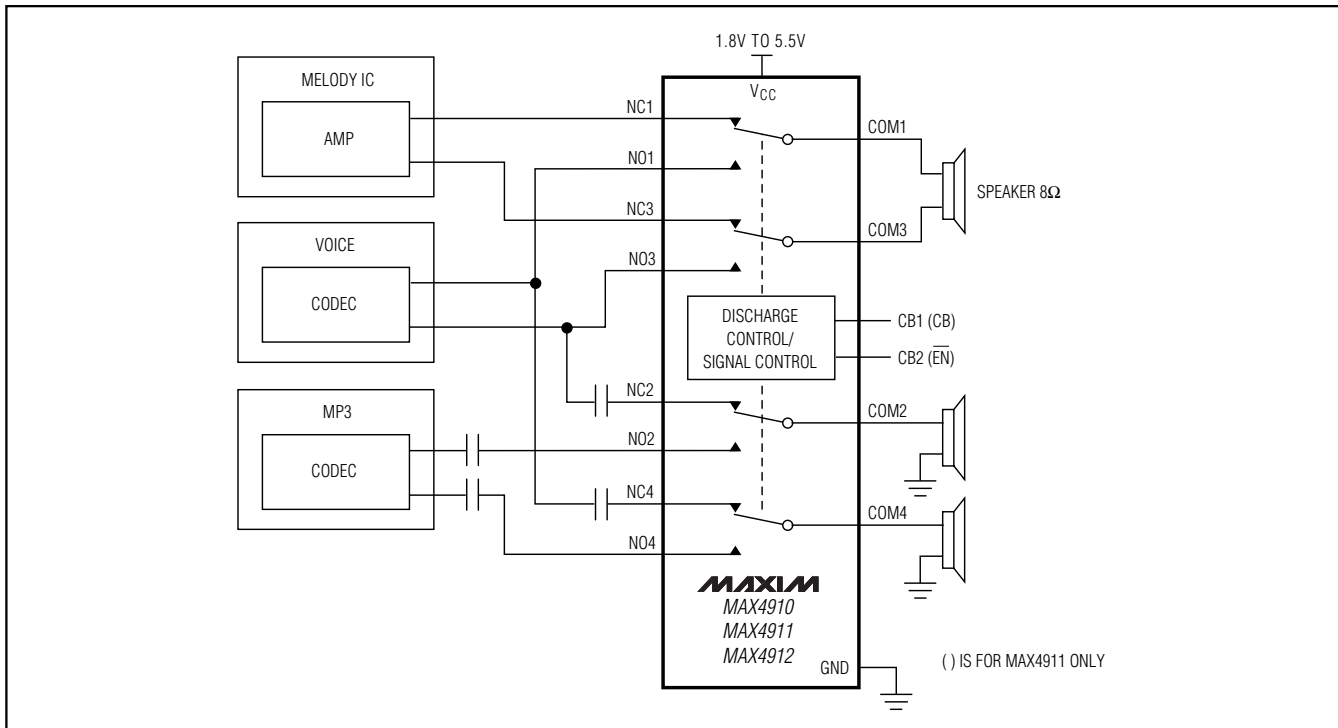 1.8V TO 5.5V
MELODY IC
AMP
VOICE
CODEC
MP3
CODEC
VCC
NC1
NO1
NC3
NO3
NC2
NO2
NC4
NO4
COM1
COM3
SPEAKER 8Ω
DISCHARGE
CONTROL/
SIGNAL CONTROL
CB1 (CB)
CB2 (E̅N̅)
COM2
COM4
MAXIM
MAX4910
MAX4911
MAX4912
GND
( ) IS FOR MAX4911 ONLY